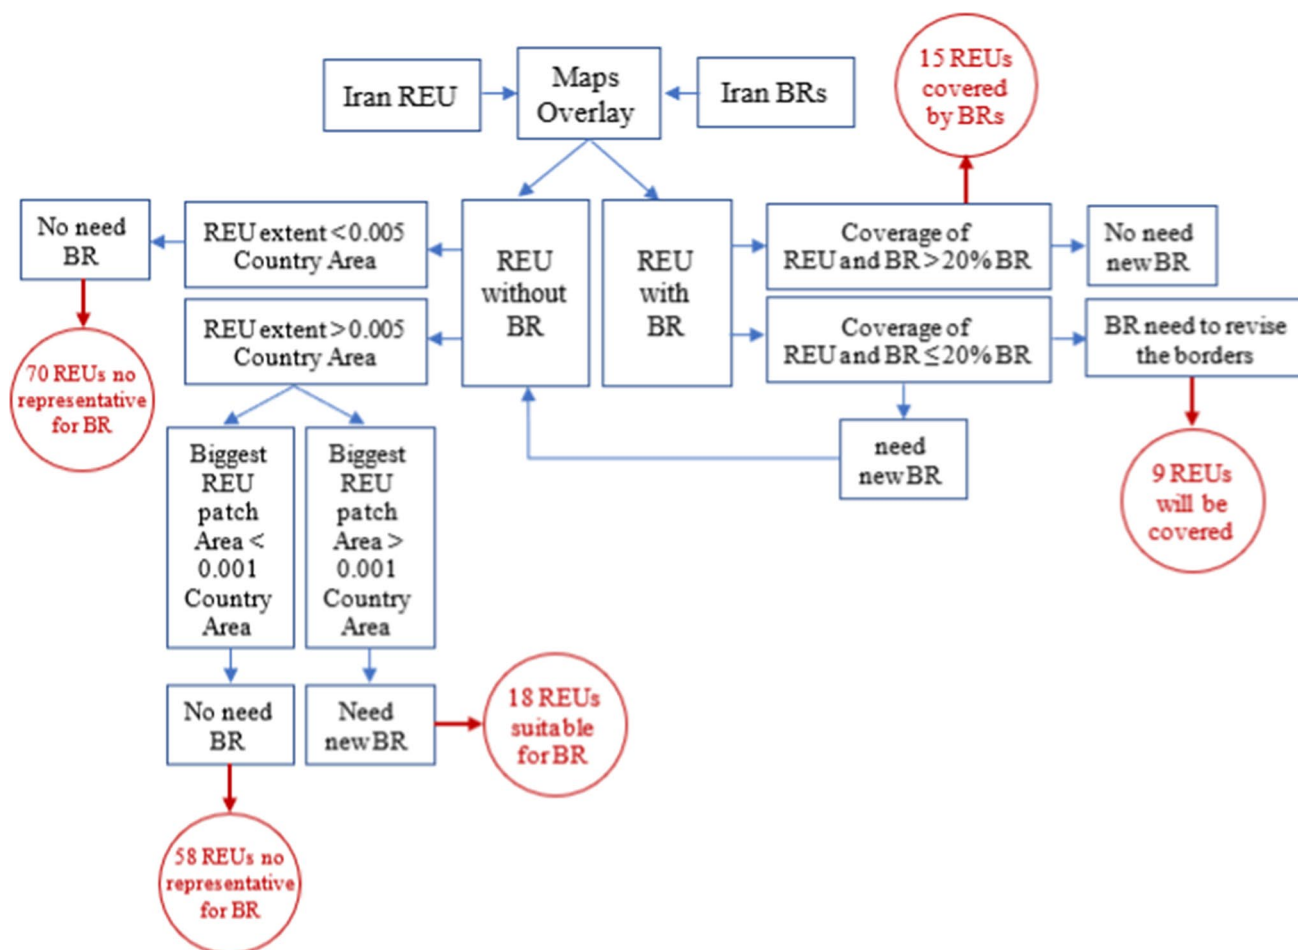 15 REUs
covered
by BRs
Iran REU
Maps
Overlay
Iran BRs
No need
BR
REU extent < 0.005
Country Area
REU
without
BR
REU
with
BR
Coverage of
REU and BR > 20% BR
No need
new BR
REU extent > 0.005
Country Area
Coverage of
REU and BR ≤ 20% BR
BR need to revise
the borders
70 REUs no
representative
for BR
Biggest
REU
patch
Area <
0.001
Country
Area
Biggest
REU
patch
Area >
0.001
Country
Area
need
new BR
9 REUs
will be
covered
No need
BR
Need
new BR
18 REUs
suitable
for BR
58 REUs no
representative
for BR